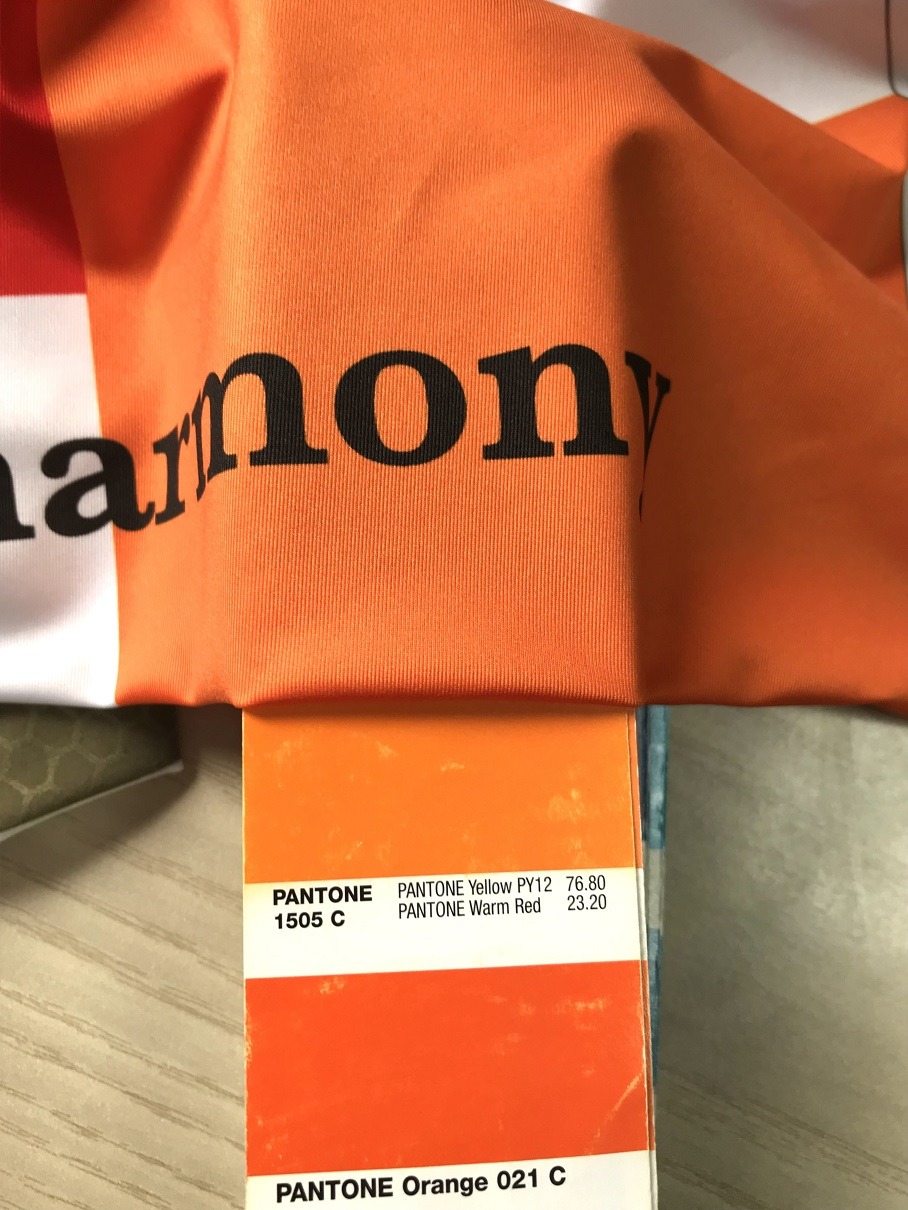 harmony
PANTONE PANTONE Yellow PY12 76.80
1505 C PANTONE Warm Red 23.20
PANTONE Orange 021 C